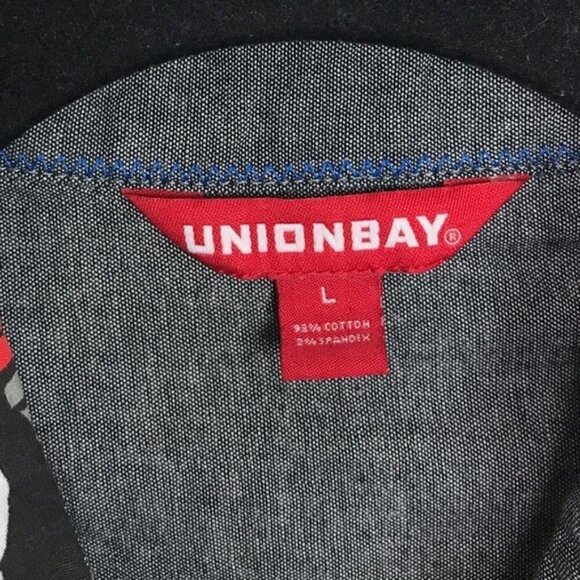 UNIONBAY®
L
98% COTTON
2% SPANDEX